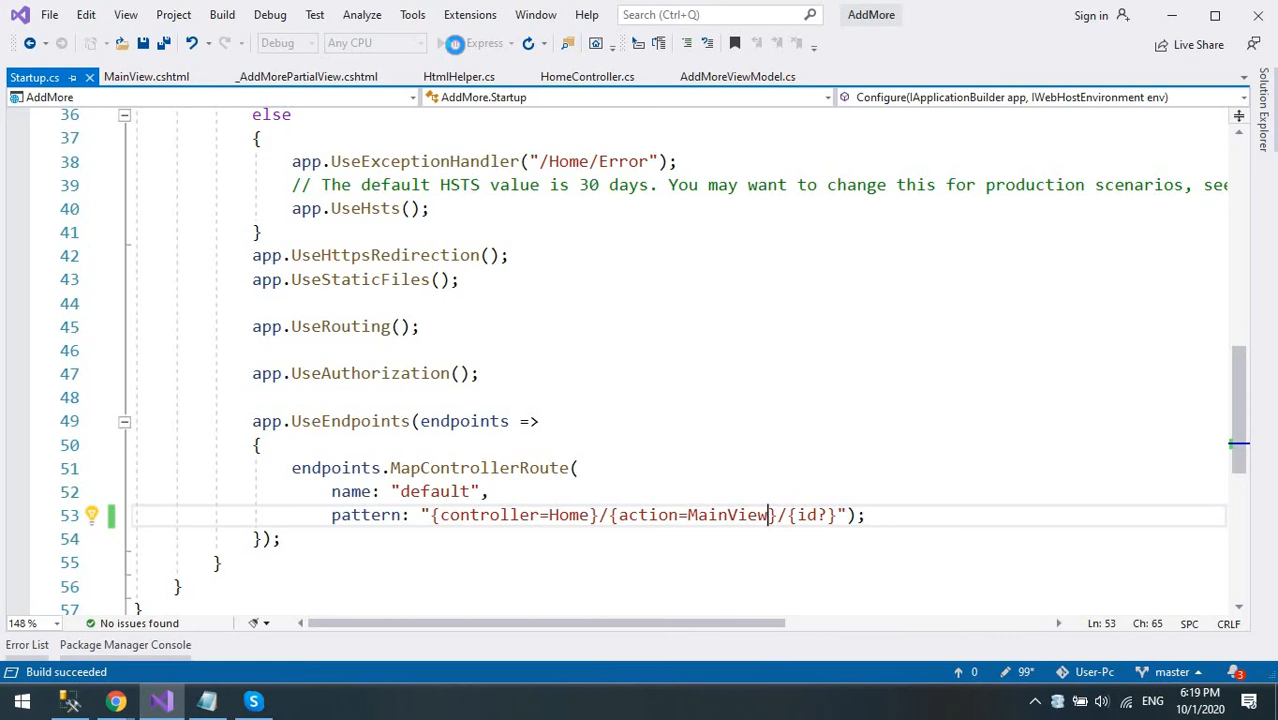 File Edit View Project Build Debug Test Analyze Tools Extensions Window Help Search (Ctrl+Q) AddMore Sign in
Debug Any CPU Express Live Share
Startup.cs MainView.cshtml _AddMorePartialView.cshtml HtmlHelper.cs HomeController.cs AddMoreViewModel.cs
AddMore AddMore.Startup Configure(IApplicationBuilder app, IWebHostEnvironment env)
Solution Explorer
36 else
37 {
38 app.UseExceptionHandler("/Home/Error");
39 // The default HSTS value is 30 days. You may want to change this for production scenarios, see
40 app.UseHsts();
41 }
42 app.UseHttpsRedirection();
43 app.UseStaticFiles();
44
45 app.UseRouting();
46
47 app.UseAuthorization();
48
49 app.UseEndpoints(endpoints =>
50 {
51 endpoints.MapControllerRoute(
52 name: "default",
53 pattern: "{controller=Home}/{action=MainView}/{id?}");
54 });
55 }
56 }
57 }
148 % No issues found Ln: 53 Ch: 65 SPC CRLF
Error List Package Manager Console
Build succeeded 0 99* User-Pc master 3
ENG 6:19 PM
10/1/2020